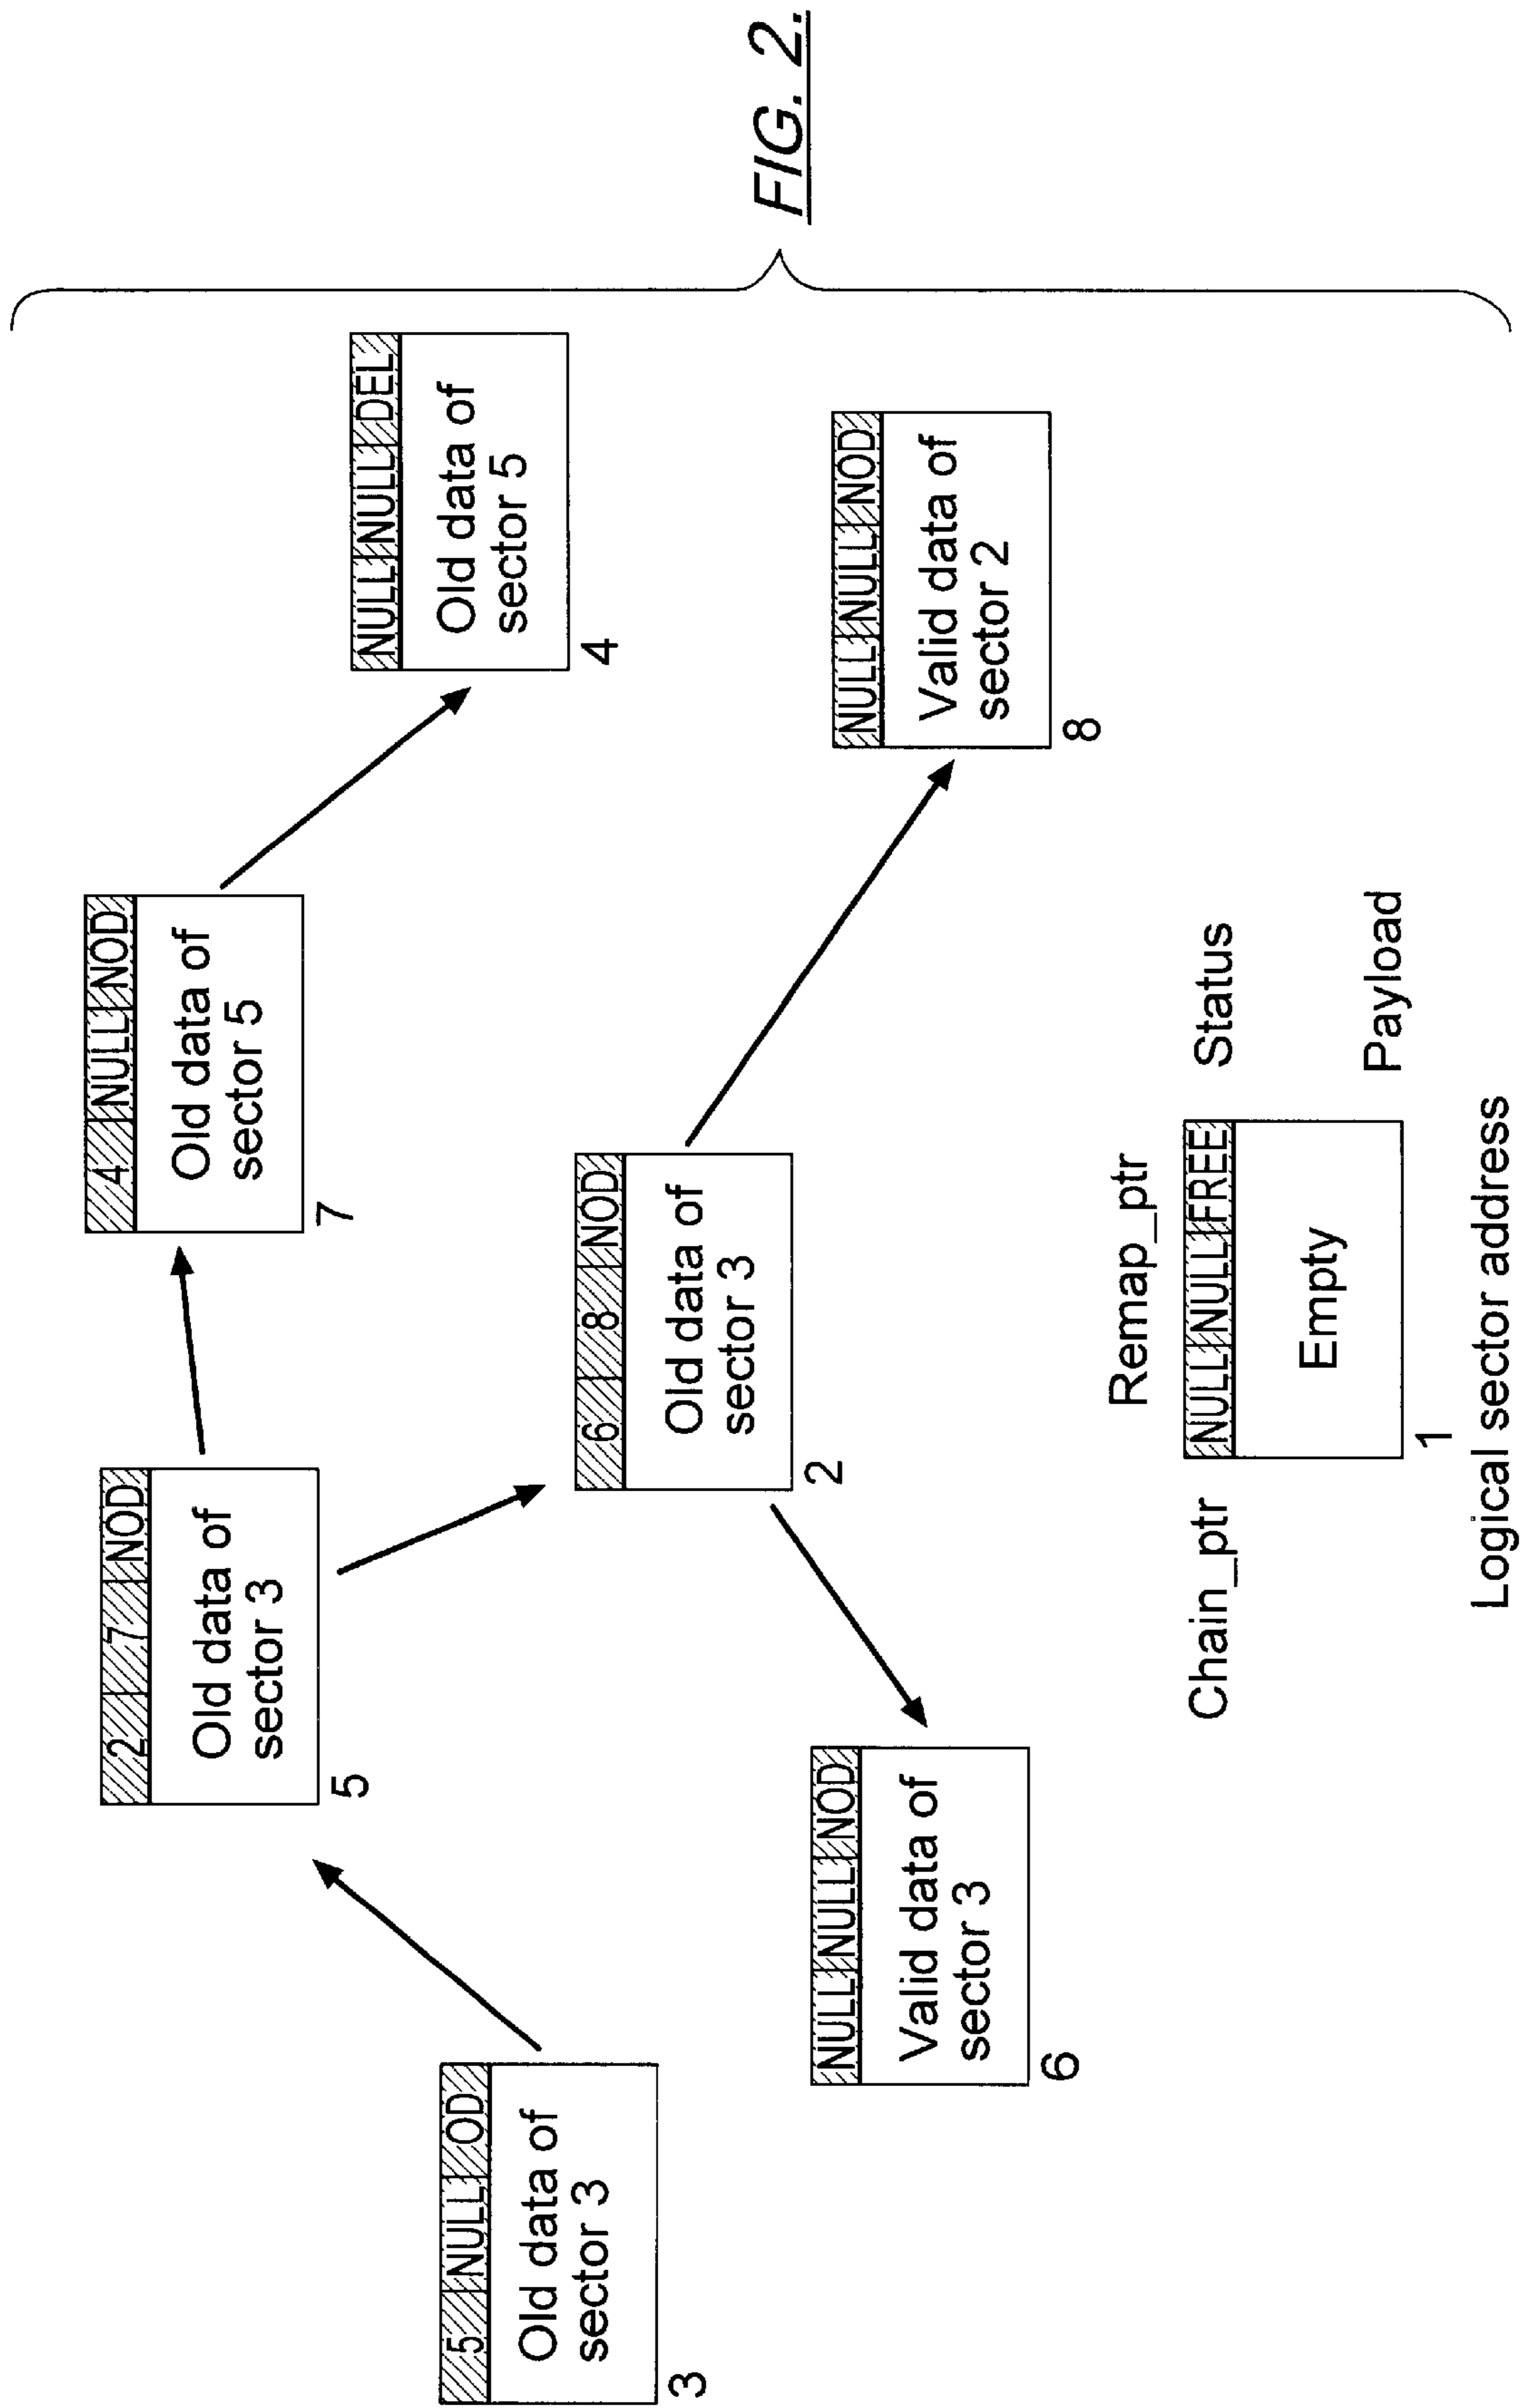 FIG. 2.
4 NULL NOD
Old data of
sector 5
7
2 7 NOD
Old data of
sector 3
5
NULL NULL DEL
Old data of
sector 5
4
5 NULL OD
Old data of
sector 3
3
6 8 NOD
Old data of
sector 3
2
NULL NULL NOD
Valid data of
sector 3
6
NULL NULL NOD
Valid data of
sector 2
8
Remap_ptr
Chain_ptr
Status
NULL NULL FREE
Empty
Payload
1
Logical sector address